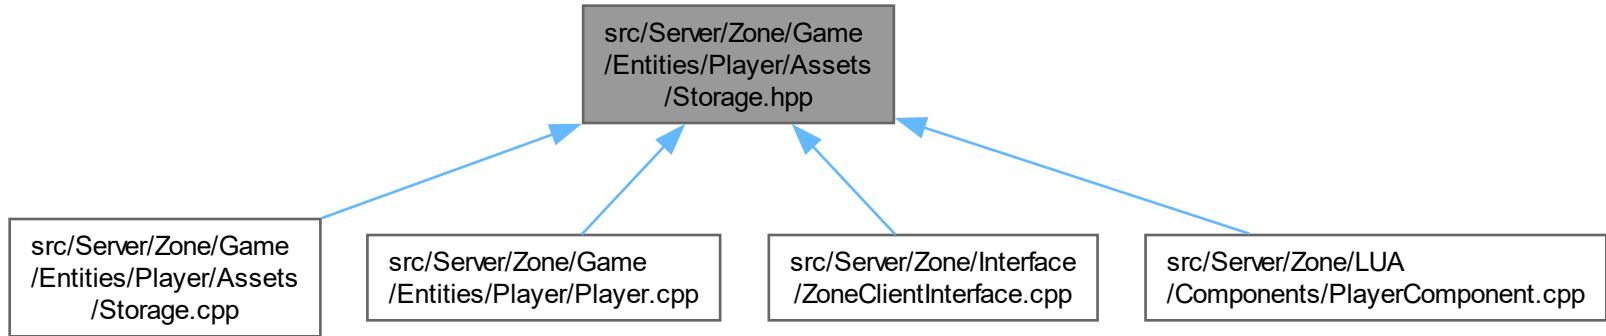 src/Server/Zone/Game
/Entities/Player/Assets
/Storage.hpp
src/Server/Zone/Game
/Entities/Player/Assets
/Storage.cpp
src/Server/Zone/Game
/Entities/Player/Player.cpp
src/Server/Zone/Interface
/ZoneClientInterface.cpp
src/Server/Zone/LUA
/Components/PlayerComponent.cpp